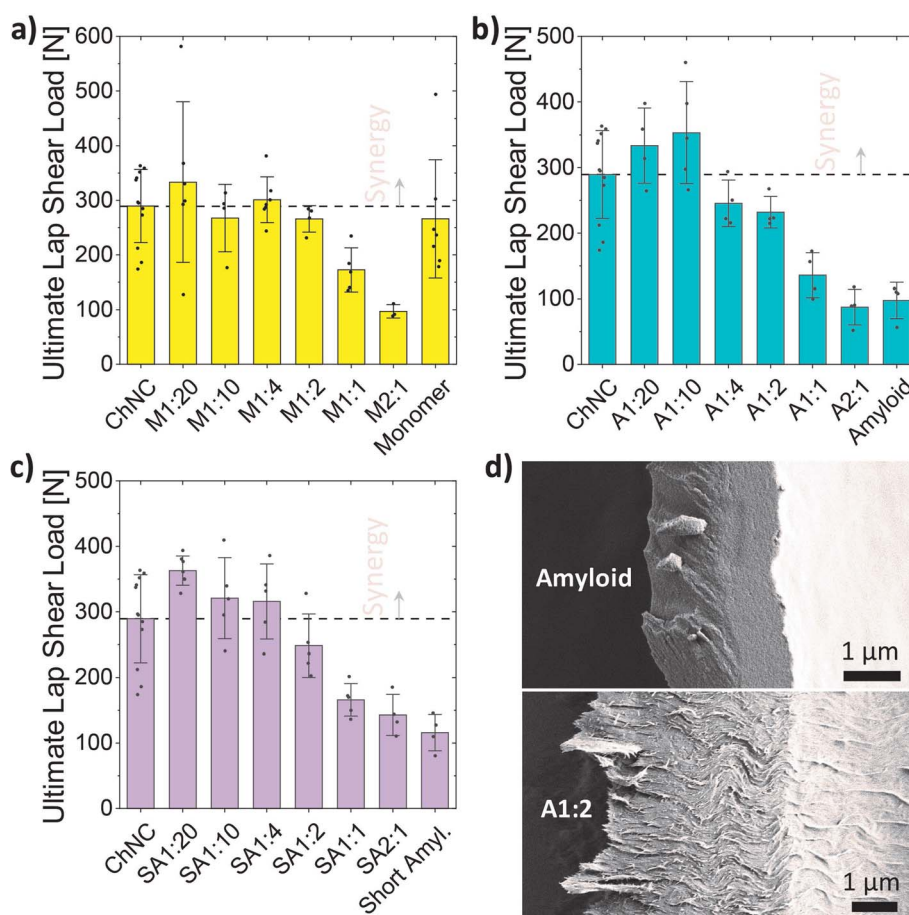 a)
Ultimate Lap Shear Load [N]
600
500
400
300
200
100
0
Synergy
ChNC
M1:20
M1:10
M1:4
M1:2
M1:1
M2:1
Monomer
b)
Ultimate Lap Shear Load [N]
500
400
300
200
100
0
Synergy
ChNC
A1:20
A1:10
A1:4
A1:2
A1:1
A2:1
Amyloid
c)
Ultimate Lap Shear Load [N]
500
400
300
200
100
0
Synergy
ChNC
SA1:20
SA1:10
SA1:4
SA1:2
SA1:1
SA2:1
Short Amyl.
d)
Amyloid
1 µm
A1:2
1 µm